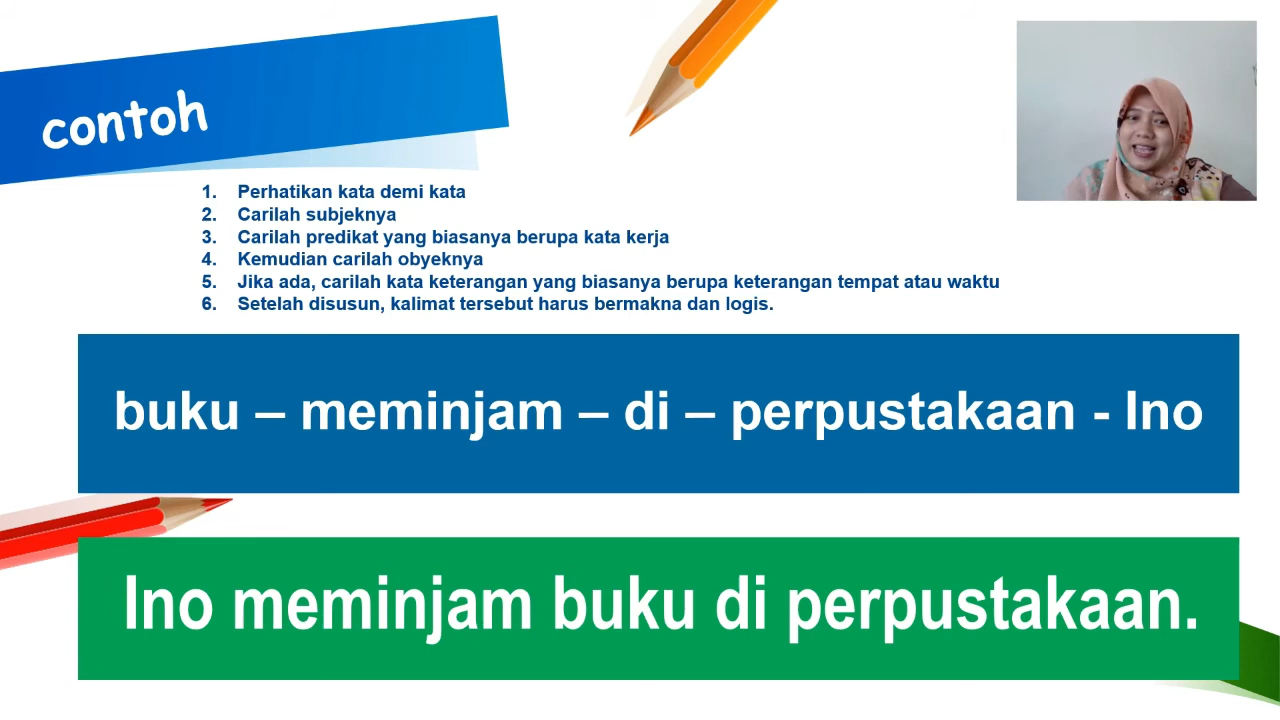 contoh
1. Perhatikan kata demi kata
2. Carilah subjeknya
3. Carilah predikat yang biasanya berupa kata kerja
4. Kemudian carilah obyeknya
5. Jika ada, carilah kata keterangan yang biasanya berupa keterangan tempat atau waktu
6. Setelah disusun, kalimat tersebut harus bermakna dan logis.
buku – meminjam – di – perpustakaan - Ino
Ino meminjam buku di perpustakaan.